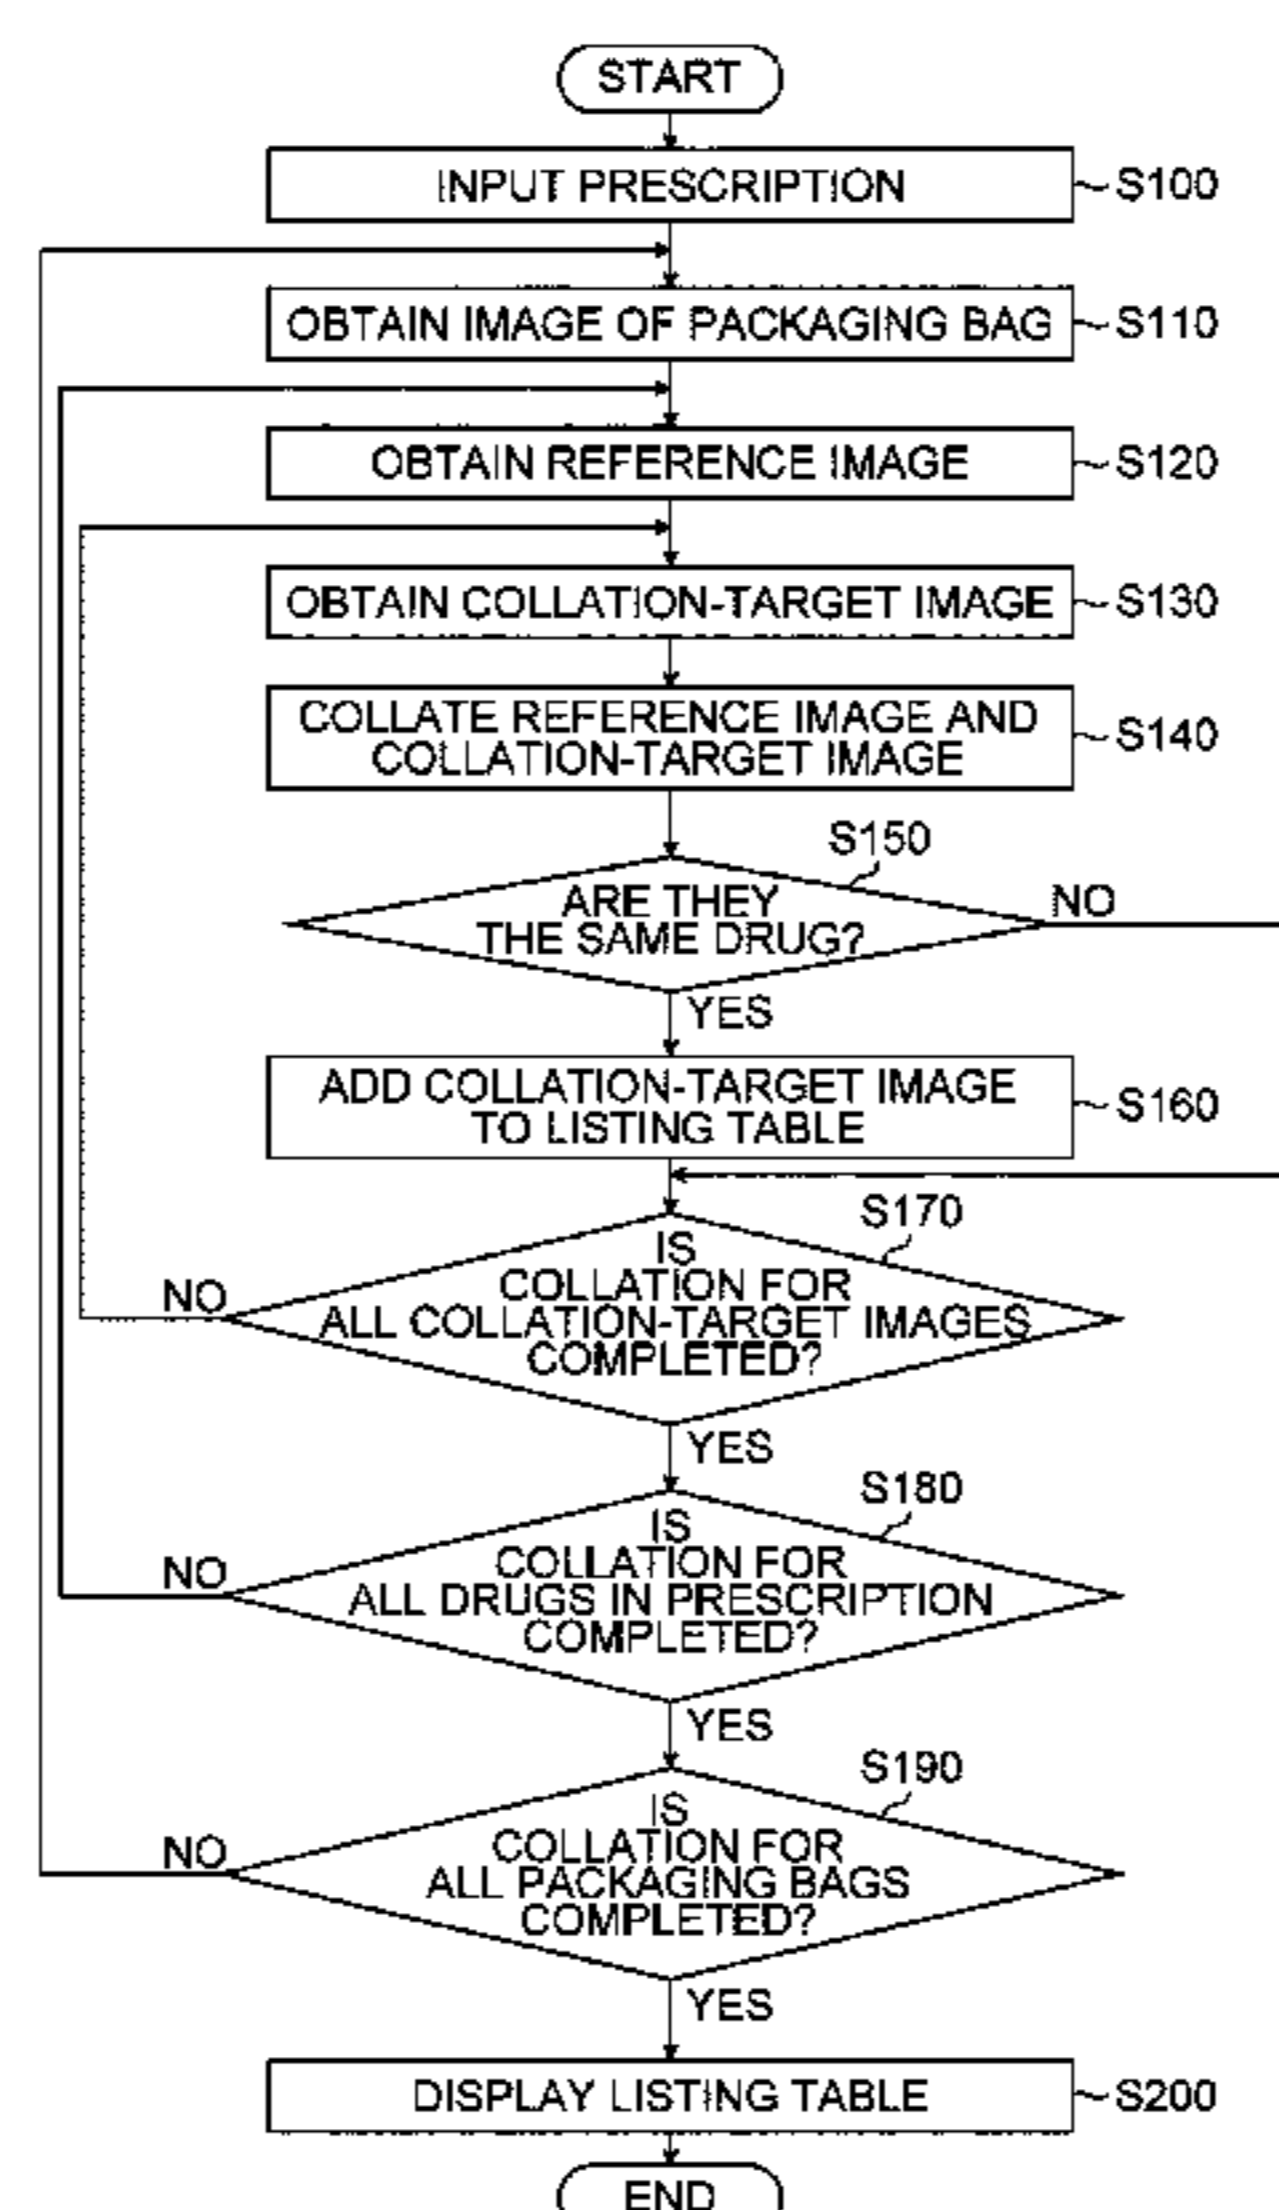 START
INPUT PRESCRIPTION
S100
OBTAIN IMAGE OF PACKAGING BAG
S110
OBTAIN REFERENCE IMAGE
S120
OBTAIN COLLATION-TARGET IMAGE
S130
COLLATE REFERENCE IMAGE AND
COLLATION-TARGET IMAGE
S140
S150
ARE THEY
THE SAME DRUG?
NO
YES
ADD COLLATION-TARGET IMAGE
TO LISTING TABLE
S160
S170
IS
COLLATION FOR
ALL COLLATION-TARGET IMAGES
COMPLETED?
NO
YES
S180
IS
COLLATION FOR
ALL DRUGS IN PRESCRIPTION
COMPLETED?
NO
YES
S190
IS
COLLATION FOR
ALL PACKAGING BAGS
COMPLETED?
NO
YES
DISPLAY LISTING TABLE
S200
END